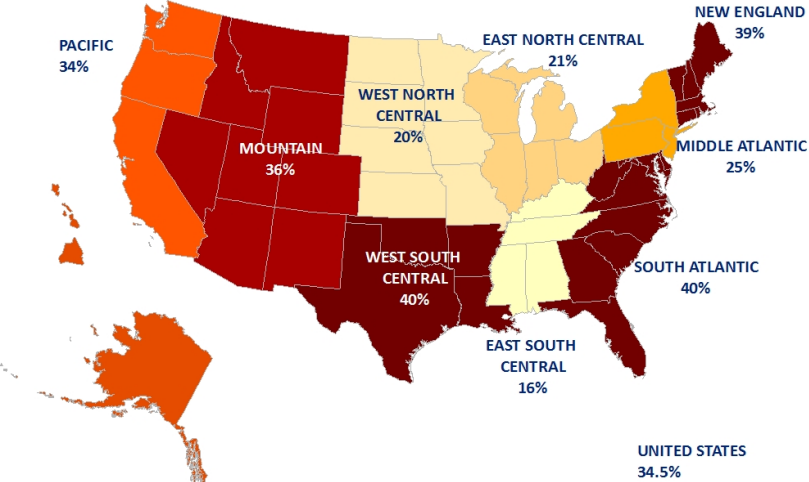 NEW ENGLAND
39%
PACIFIC
34%
EAST NORTH CENTRAL
21%
WEST NORTH
CENTRAL
20%
MOUNTAIN
36%
MIDDLE ATLANTIC
25%
WEST SOUTH
CENTRAL
40%
SOUTH ATLANTIC
40%
EAST SOUTH
CENTRAL
16%
UNITED STATES
34.5%